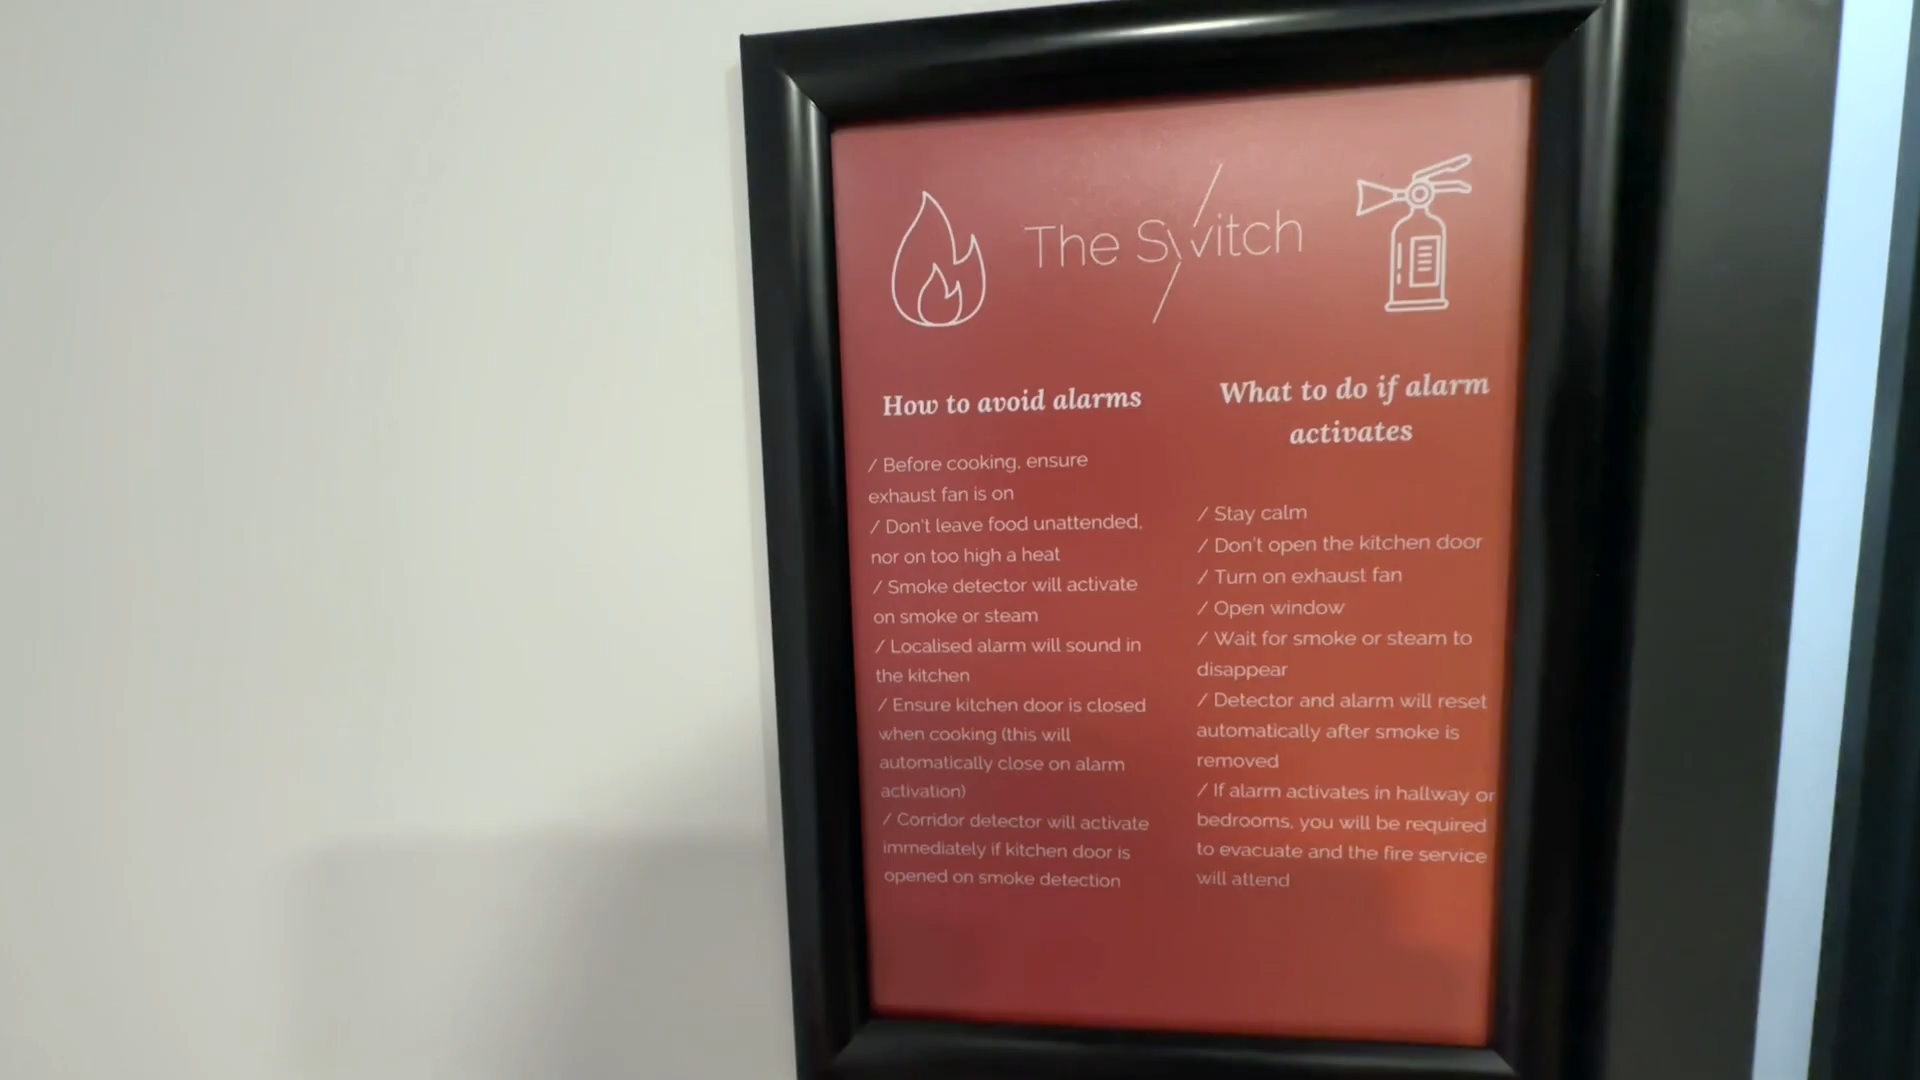 The Switch
How to avoid alarms
/ Before cooking, ensure
exhaust fan is on
/ Don't leave food unattended,
nor on too high a heat
/ Smoke detector will activate
on smoke or steam
/ Localised alarm will sound in
the kitchen
/ Ensure kitchen door is closed
when cooking (this will
automatically close on alarm
activation)
/ Corridor detector will activate
immediately if kitchen door is
opened on smoke detection
What to do if alarm
activates
/ Stay calm
/ Don't open the kitchen door
/ Turn on exhaust fan
/ Open window
/ Wait for smoke or steam to
disappear
/ Detector and alarm will reset
automatically after smoke is
removed
/ If alarm activates in hallway or
bedrooms, you will be required
to evacuate and the fire service
will attend